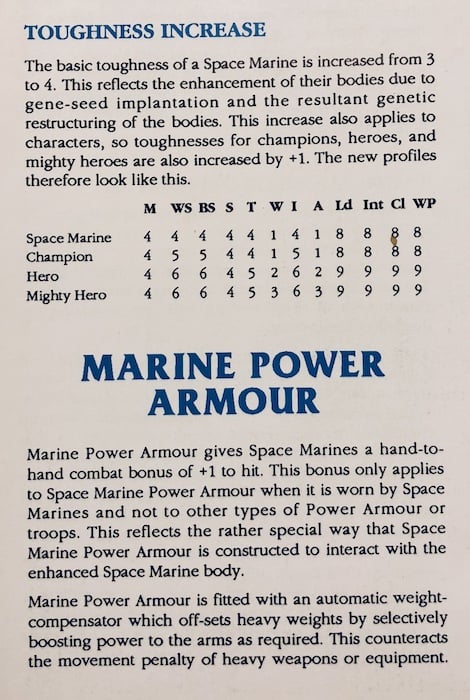 TOUGHNESS INCREASE
The basic toughness of a Space Marine is increased from 3
to 4. This reflects the enhancement of their bodies due to
gene-seed implantation and the resultant genetic
restructuring of the bodies. This increase also applies to
characters, so toughnesses for champions, heroes, and
mighty heroes are also increased by +1. The new profiles
therefore look like this.
M WS BS S T W I A Ld Int Cl WP
Space Marine 4 4 4 4 4 1 4 1 8 8 8 8
Champion 4 5 5 4 4 1 5 1 8 8 8 8
Hero 4 6 6 4 5 2 6 2 9 9 9 9
Mighty Hero 4 6 6 4 5 3 6 3 9 9 9 9
MARINE POWER
ARMOUR
Marine Power Armour gives Space Marines a hand-to-
hand combat bonus of +1 to hit. This bonus only applies
to Space Marine Power Armour when it is worn by Space
Marines and not to other types of Power Armour or
troops. This reflects the rather special way that Space
Marine Power Armour is constructed to interact with the
enhanced Space Marine body.
Marine Power Armour is fitted with an automatic weight-
compensator which off-sets heavy weights by selectively
boosting power to the arms as required. This counteracts
the movement penalty of heavy weapons or equipment.